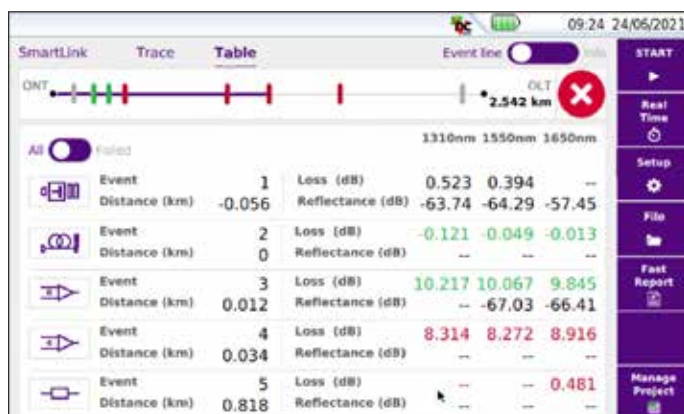 DC 09:24 24/06/2021
SmartLink Trace Table Event line Info START
ONT OLT
2.542 km
Real
Time
1310nm 1550nm 1650nm
All Failed
Setup
Event 1 Loss (dB) 0.523 0.394 --
Distance (km) -0.056 Reflectance (dB) -63.74 -64.29 -57.45
File
Event 2 Loss (dB) -0.121 -0.049 -0.013
Distance (km) 0 Reflectance (dB) -- -- --
Fast
Report
Event 3 Loss (dB) 10.217 10.067 9.845
Distance (km) 0.012 Reflectance (dB) -- -67.03 -66.41
Event 4 Loss (dB) 8.314 8.272 8.916
Distance (km) 0.034 Reflectance (dB) -- -- --
Manage
Project
Event 5 Loss (dB) -- -- 0.481
Distance (km) 0.818 Reflectance (dB) -- -- --